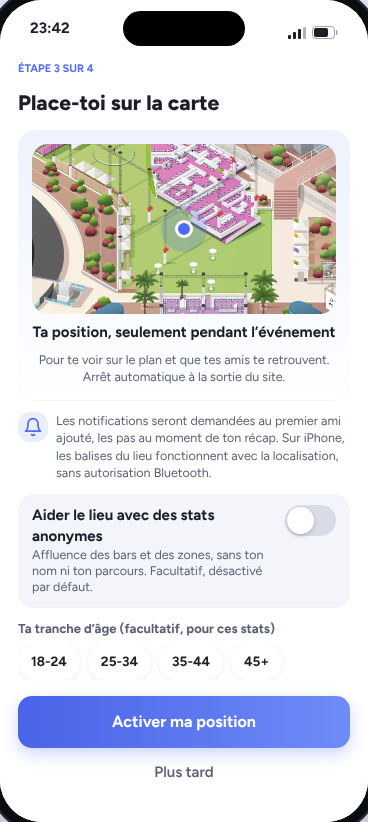 23:42
ÉTAPE 3 SUR 4
Place-toi sur la carte
Ta position, seulement pendant l’événement
Pour te voir sur le plan et que tes amis te retrouvent.
Arrêt automatique à la sortie du site.
Les notifications seront demandées au premier ami
ajouté, les pas au moment de ton récap. Sur iPhone,
les balises du lieu fonctionnent avec la localisation,
sans autorisation Bluetooth.
Aider le lieu avec des stats
anonymes
Affluence des bars et des zones, sans ton
nom ni ton parcours. Facultatif, désactivé
par défaut.
Ta tranche d’âge (facultatif, pour ces stats)
18-24
25-34
35-44
45+
Activer ma position
Plus tard